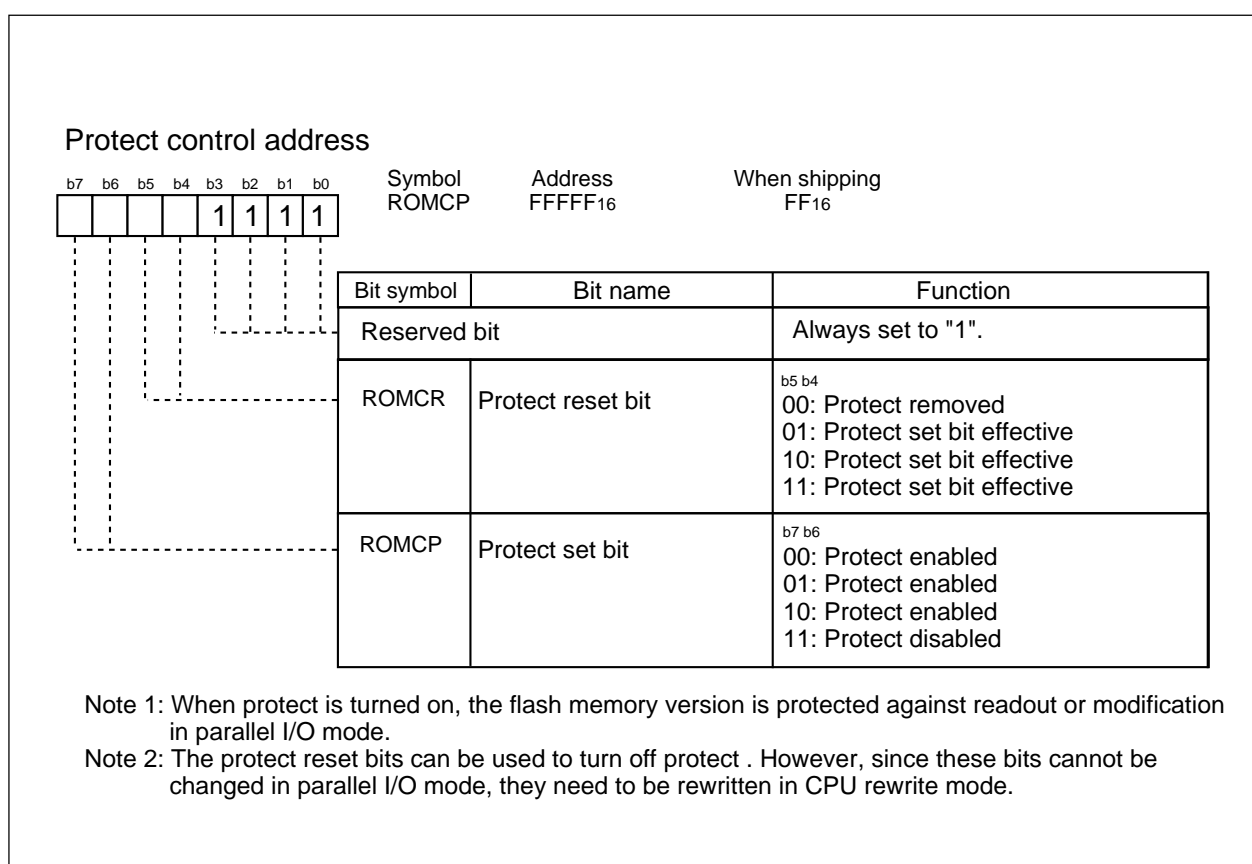 Protect control address
b7 b6 b5 b4 b3 b2 b1 b0 Symbol Address When shipping
1 1 1 1 ROMCP FFFFF16 FF16
Bit symbol Bit name Function
Reserved bit Always set to "1".
ROMCR Protect reset bit
b5 b4
00: Protect removed
01: Protect set bit effective
10: Protect set bit effective
11: Protect set bit effective
ROMCP Protect set bit
b7 b6
00: Protect enabled
01: Protect enabled
10: Protect enabled
11: Protect disabled
Note 1: When protect is turned on, the flash memory version is protected against readout or modification
in parallel I/O mode.
Note 2: The protect reset bits can be used to turn off protect . However, since these bits cannot be
changed in parallel I/O mode, they need to be rewritten in CPU rewrite mode.